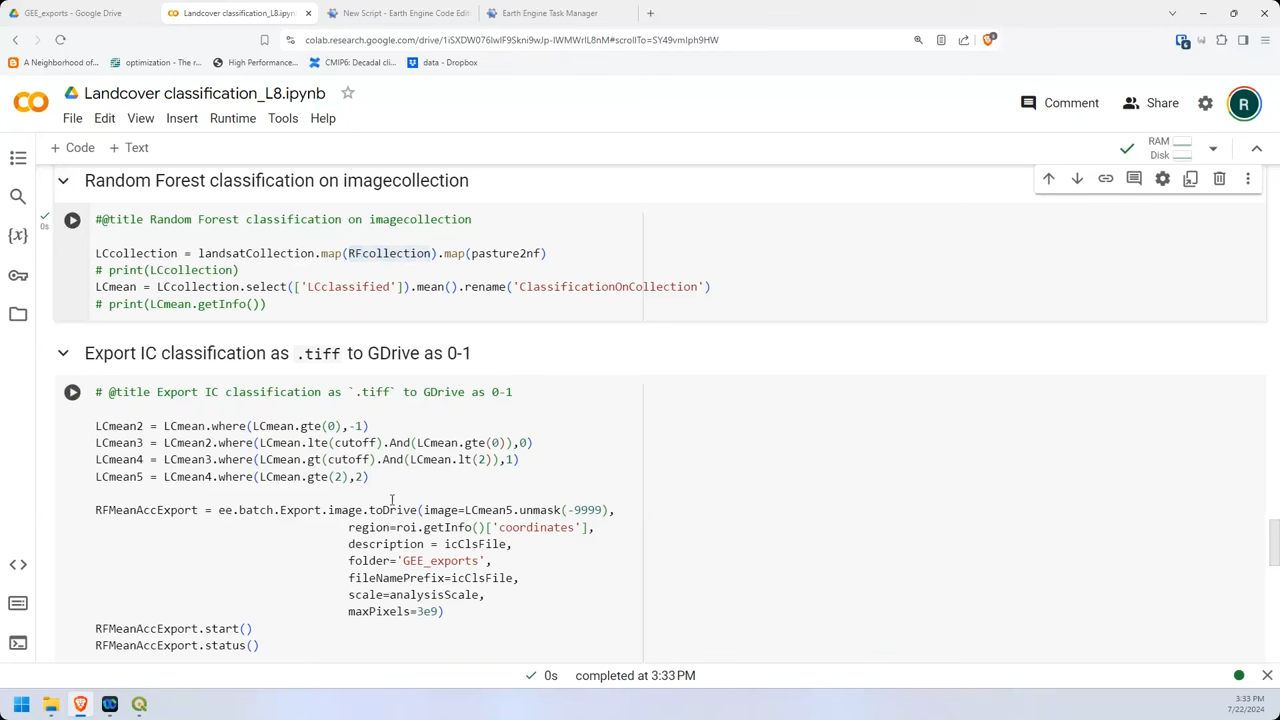 GEE_exports - Google Drive
Landcover classification_L8.ipynb
New Script - Earth Engine Code Edit
Earth Engine Task Manager
colab.research.google.com/drive/1iSXDW076lwIF9Skni9wJp-IWMWrlL8nM#scrollTo=SY49vmIph9HW
A Neighborhood of...
optimization - The r...
High Performance...
CMIP6: Decadal cli...
data - Dropbox
Landcover classification_L8.ipynb
Comment
Share
R
File Edit View Insert Runtime Tools Help
+ Code + Text
RAM
Disk
Random Forest classification on imagecollection
0s
#@title Random Forest classification on imagecollection
LCcollection = landsatCollection.map(RFcollection).map(pasture2nf)
# print(LCcollection)
LCmean = LCcollection.select(['LCclassified']).mean().rename('ClassificationOnCollection')
# print(LCmean.getInfo())
Export IC classification as .tiff to GDrive as 0-1
# @title Export IC classification as `.tiff` to GDrive as 0-1
LCmean2 = LCmean.where(LCmean.gte(0),-1)
LCmean3 = LCmean2.where(LCmean.lte(cutoff).And(LCmean.gte(0)),0)
LCmean4 = LCmean3.where(LCmean.gt(cutoff).And(LCmean.lt(2)),1)
LCmean5 = LCmean4.where(LCmean.gte(2),2)
RFMeanAccExport = ee.batch.Export.image.toDrive(image=LCmean5.unmask(-9999),
region=roi.getInfo()['coordinates'],
description = icClsFile,
folder='GEE_exports',
fileNamePrefix=icClsFile,
scale=analysisScale,
maxPixels=3e9)
RFMeanAccExport.start()
RFMeanAccExport.status()
0s completed at 3:33 PM
3:33 PM
7/22/2024